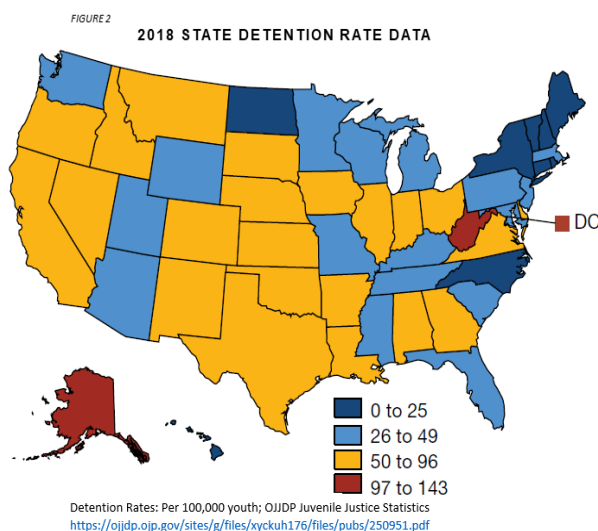 FIGURE 2
2018 STATE DETENTION RATE DATA
DC
0 to 25
26 to 49
50 to 96
97 to 143
Detention Rates: Per 100,000 youth; OJJDP Juvenile Justice Statistics
https://ojjdp.ojp.gov/sites/g/files/xyckuh176/files/pubs/250951.pdf